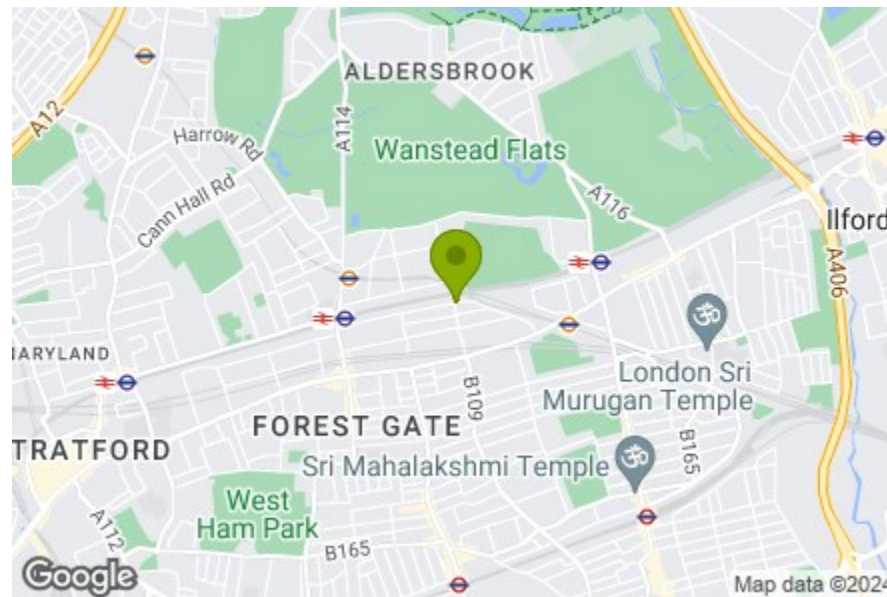 ALDERSBROOK
A12
A114
Harrow Rd
Wanstead Flats
Cann Hall Rd
A116
Ilford
A406
MARYLAND
London Sri
Murugan Temple
B109
FOREST GATE
TRATFORD
Sri Mahalakshmi Temple
B165
West
Ham Park
A112
B165
Google
Map data ©2024